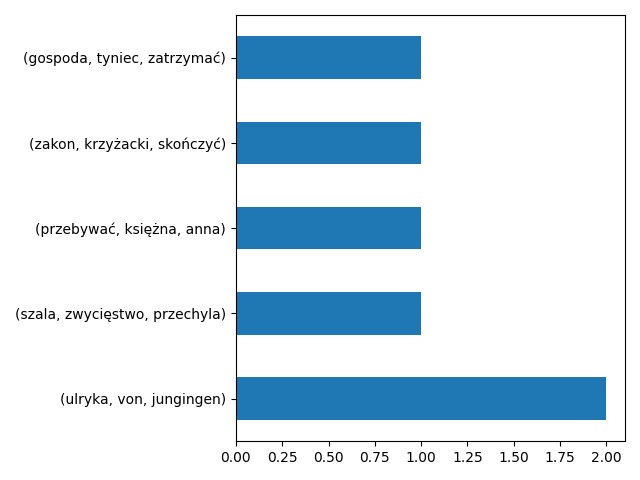 (gospoda, tyniec, zatrzymać)
(zakon, krzyżacki, skończyć)
(przebywać, księżna, anna)
(szala, zwycięstwo, przechyla)
(ulryka, von, jungingen)
0.00 0.25 0.50 0.75 1.00 1.25 1.50 1.75 2.00